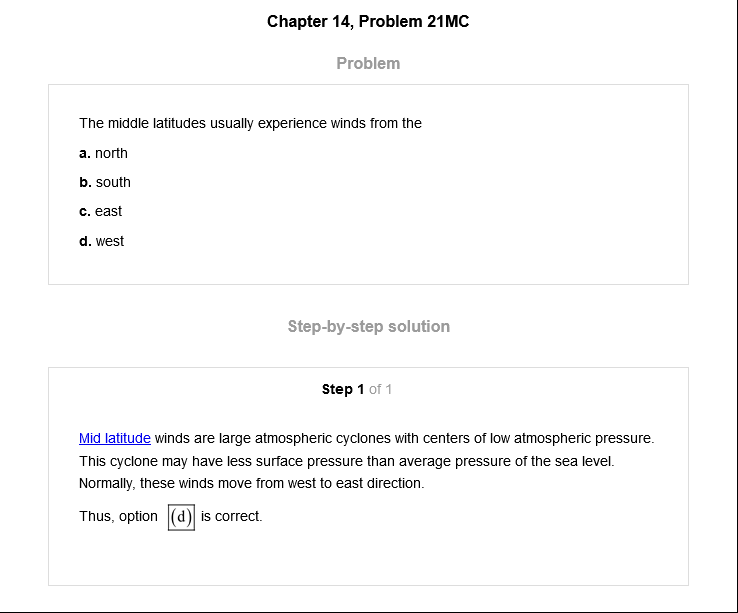 Chapter 14, Problem 21MC
Problem
The middle latitudes usually experience winds from the
a. north
b. south
c. east
d. west
Step-by-step solution
Step 1 of 1
Mid latitude winds are large atmospheric cyclones with centers of low atmospheric pressure.
This cyclone may have less surface pressure than average pressure of the sea level.
Normally, these winds move from west to east direction.
Thus, option (d) is correct.